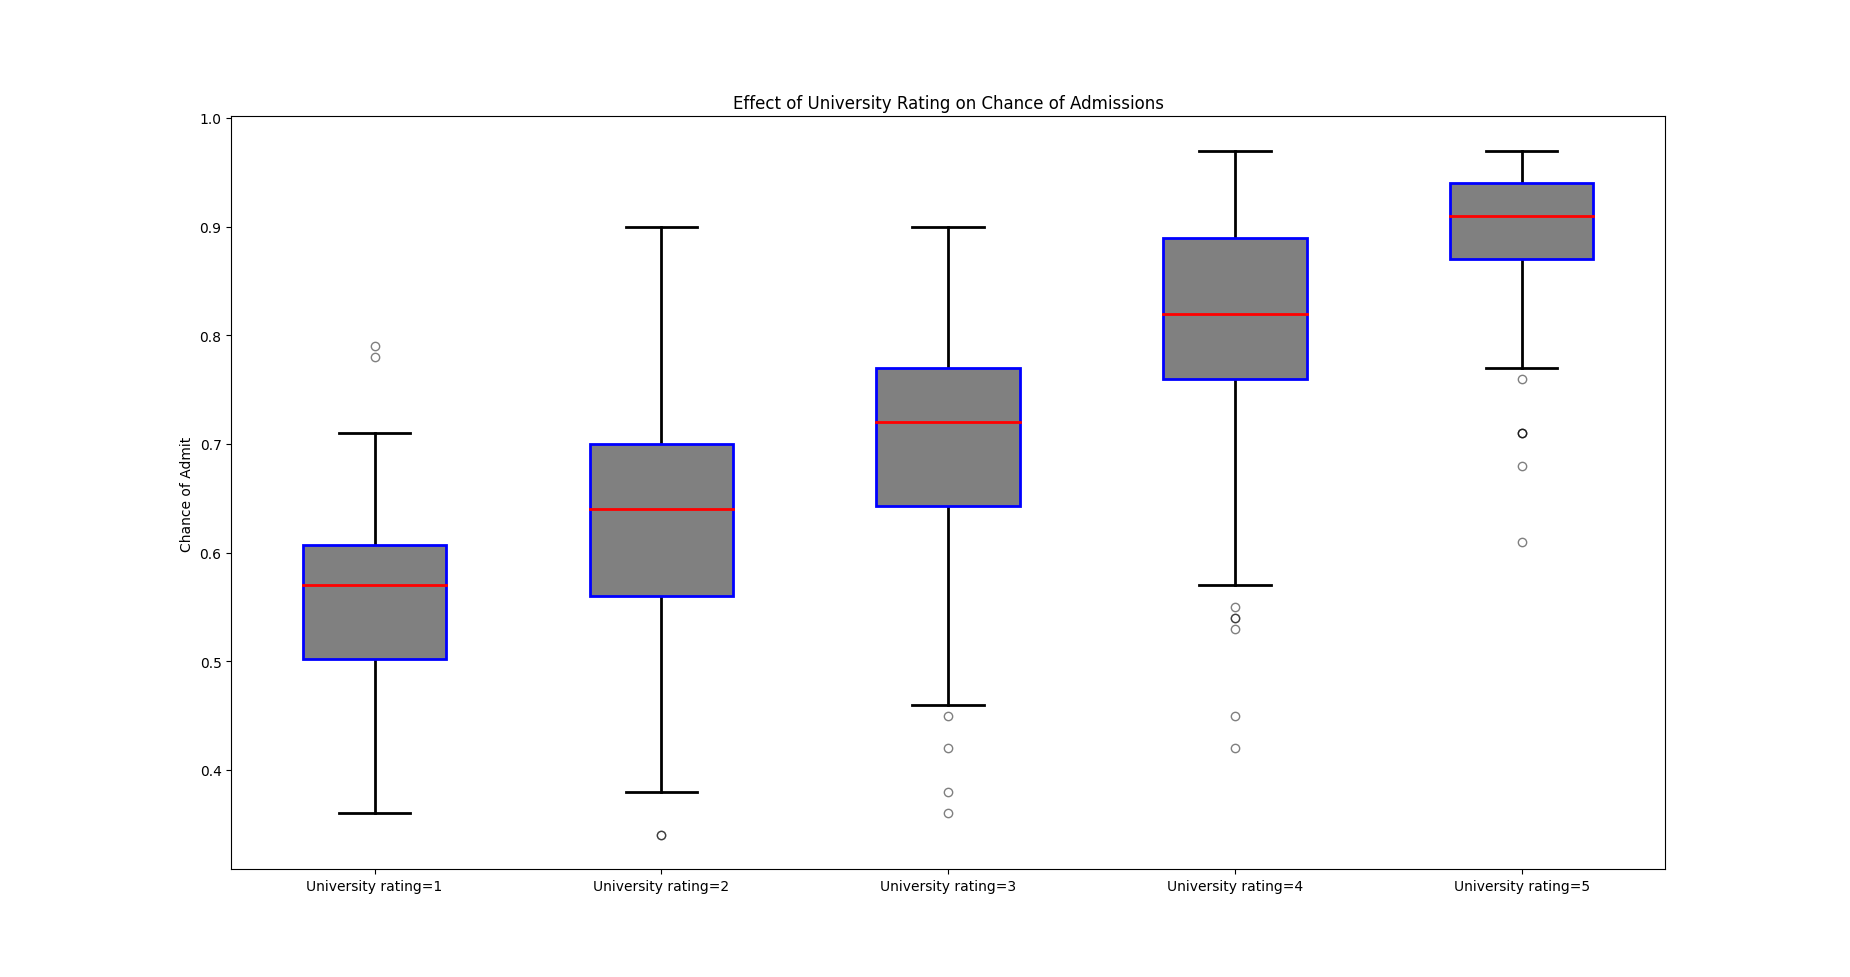 Effect of University Rating on Chance of Admissions
Chance of Admit
1.0
0.9
0.8
0.7
0.6
0.5
0.4
University rating=1
University rating=2
University rating=3
University rating=4
University rating=5